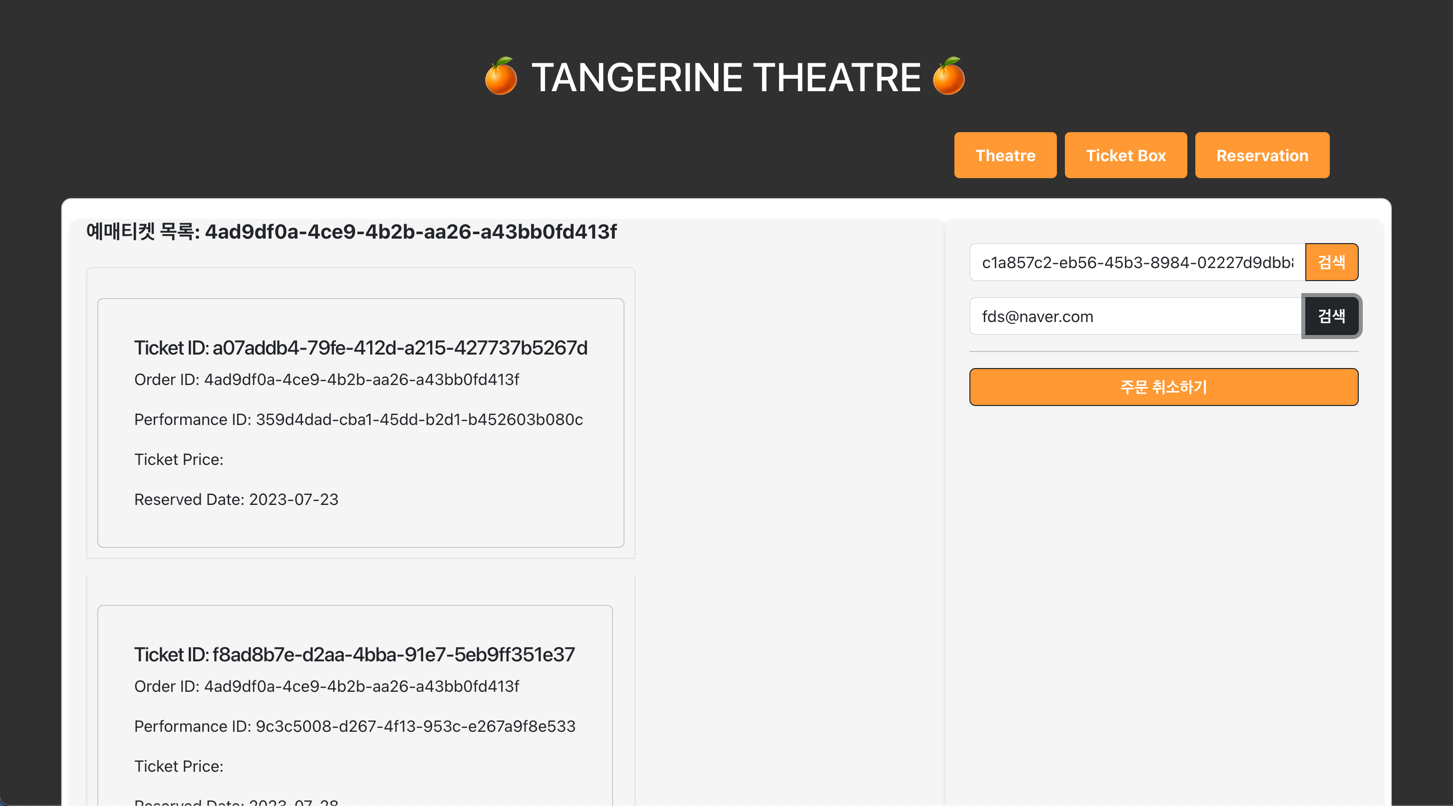 🍊 TANGERINE THEATRE 🍊
Theatre Ticket Box Reservation
예매티켓 목록: 4ad9df0a-4ce9-4b2b-aa26-a43bb0fd413f
Ticket ID: a07addb4-79fe-412d-a215-427737b5267d
Order ID: 4ad9df0a-4ce9-4b2b-aa26-a43bb0fd413f
Performance ID: 359d4dad-cba1-45dd-b2d1-b452603b080c
Ticket Price:
Reserved Date: 2023-07-23
Ticket ID: f8ad8b7e-d2aa-4bba-91e7-5eb9ff351e37
Order ID: 4ad9df0a-4ce9-4b2b-aa26-a43bb0fd413f
Performance ID: 9c3c5008-d267-4f13-953c-e267a9f8e533
Ticket Price:
Reserved Date: 2023-07-28
c1a857c2-eb56-45b3-8984-02227d9dbb8 검색
fds@naver.com 검색
주문 취소하기